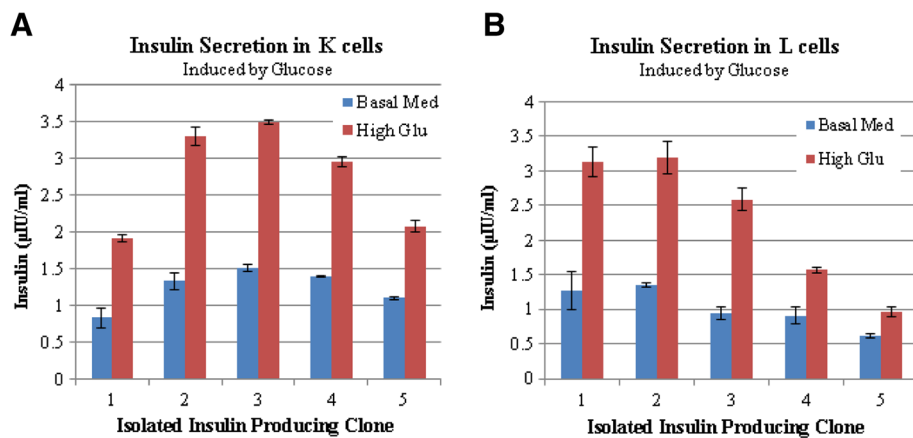 A
Insulin Secretion in K cells
Induced by Glucose
Basal Med
High Glu
Insulin (µIU/ml)
4
3.5
3
2.5
2
1.5
1
0.5
0
1 2 3 4 5
Isolated Insulin Producing Clone
B
Insulin Secretion in L cells
Induced by Glucose
Basal Med
High Glu
Insulin (µIU/ml)
4
3.5
3
2.5
2
1.5
1
0.5
0
1 2 3 4 5
Isolated Insulin Producing Clone